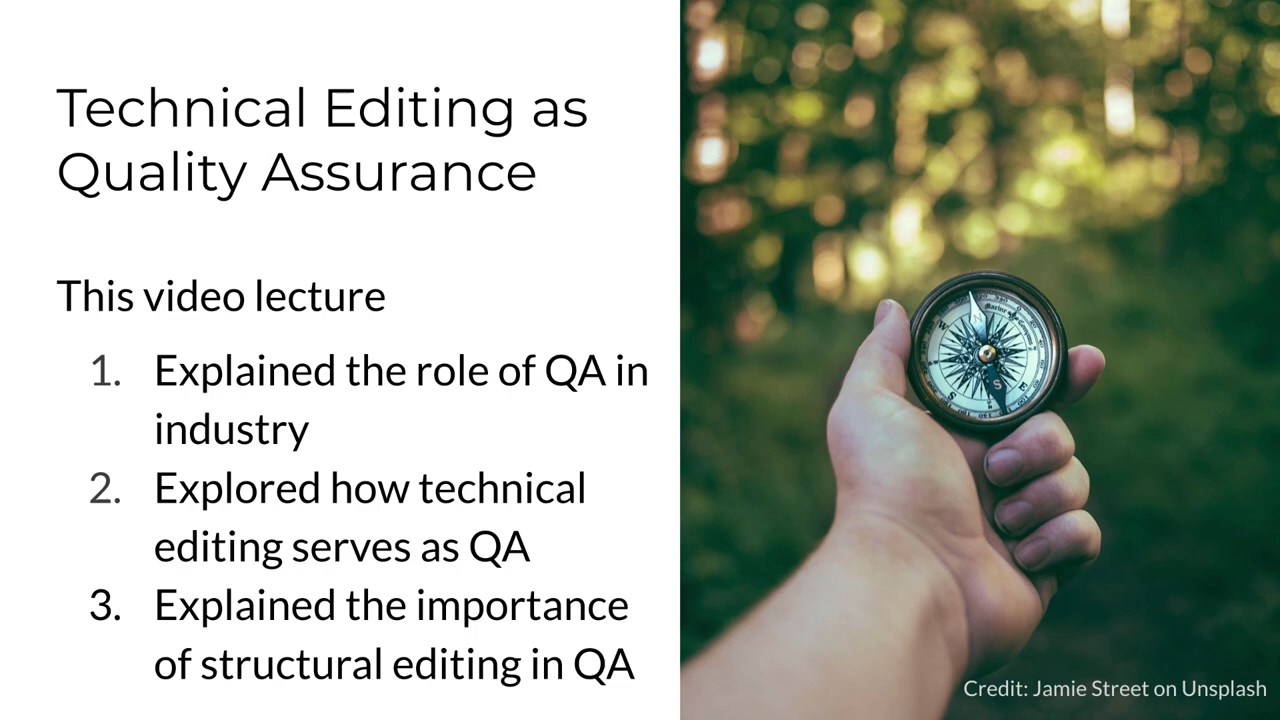 Technical Editing as
Quality Assurance
This video lecture
1. Explained the role of QA in
industry
2. Explored how technical
editing serves as QA
3. Explained the importance
of structural editing in QA
W
S
E
S
Credit: Jamie Street on Unsplash